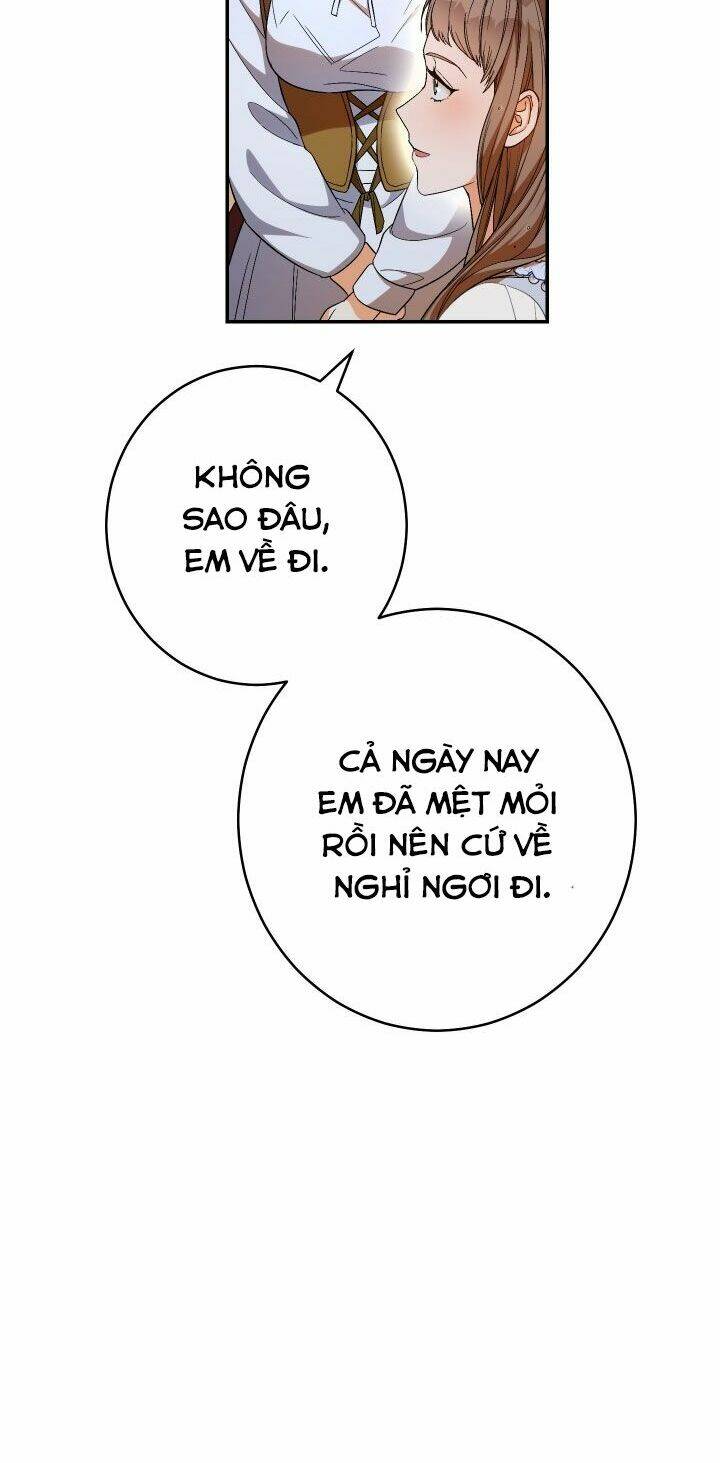 KHÔNG
SAO ĐÂU,
EM VỀ ĐI.
CẢ NGÀY NAY
EM ĐÃ MỆT MỎI
RỒI NÊN CỨ VỀ
NGHỈ NGƠI ĐI.